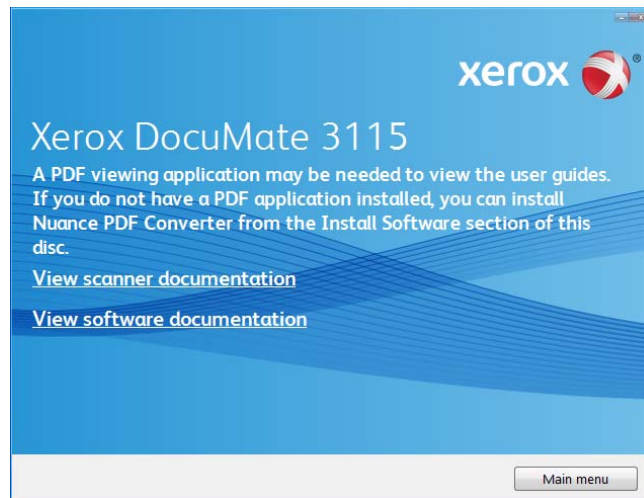 xerox ®
Xerox DocuMate 3115
A PDF viewing application may be needed to view the user guides.
If you do not have a PDF application installed, you can install
Nuance PDF Converter from the Install Software section of this
disc.
View scanner documentation
View software documentation
Main menu